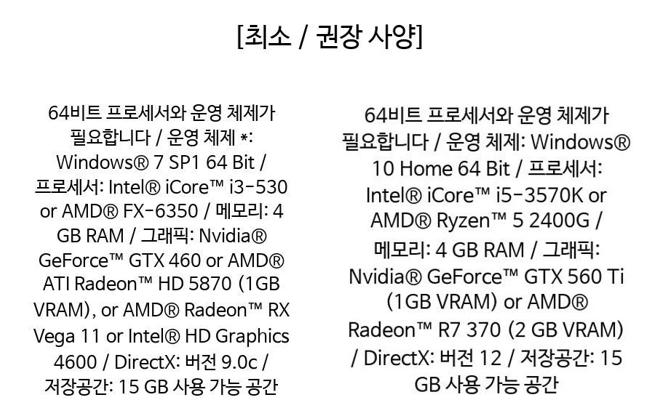 [최소 / 권장 사양]
64비트 프로세서와 운영 체제가
필요합니다 / 운영 체제 *:
Windows® 7 SP1 64 Bit /
프로세서: Intel® iCore™ i3-530
or AMD® FX-6350 / 메모리: 4
GB RAM / 그래픽: Nvidia®
GeForce™ GTX 460 or AMD®
ATI Radeon™ HD 5870 (1GB
VRAM), or AMD® Radeon™ RX
Vega 11 or Intel® HD Graphics
4600 / DirectX: 버전 9.0c /
저장공간: 15 GB 사용 가능 공간
64비트 프로세서와 운영 체제가
필요합니다 / 운영 체제: Windows®
10 Home 64 Bit / 프로세서:
Intel® iCore™ i5-3570K or
AMD® Ryzen™ 5 2400G /
메모리: 4 GB RAM / 그래픽:
Nvidia® GeForce™ GTX 560 Ti
(1GB VRAM) or AMD®
Radeon™ R7 370 (2 GB VRAM)
/ DirectX: 버전 12 / 저장공간: 15
GB 사용 가능 공간